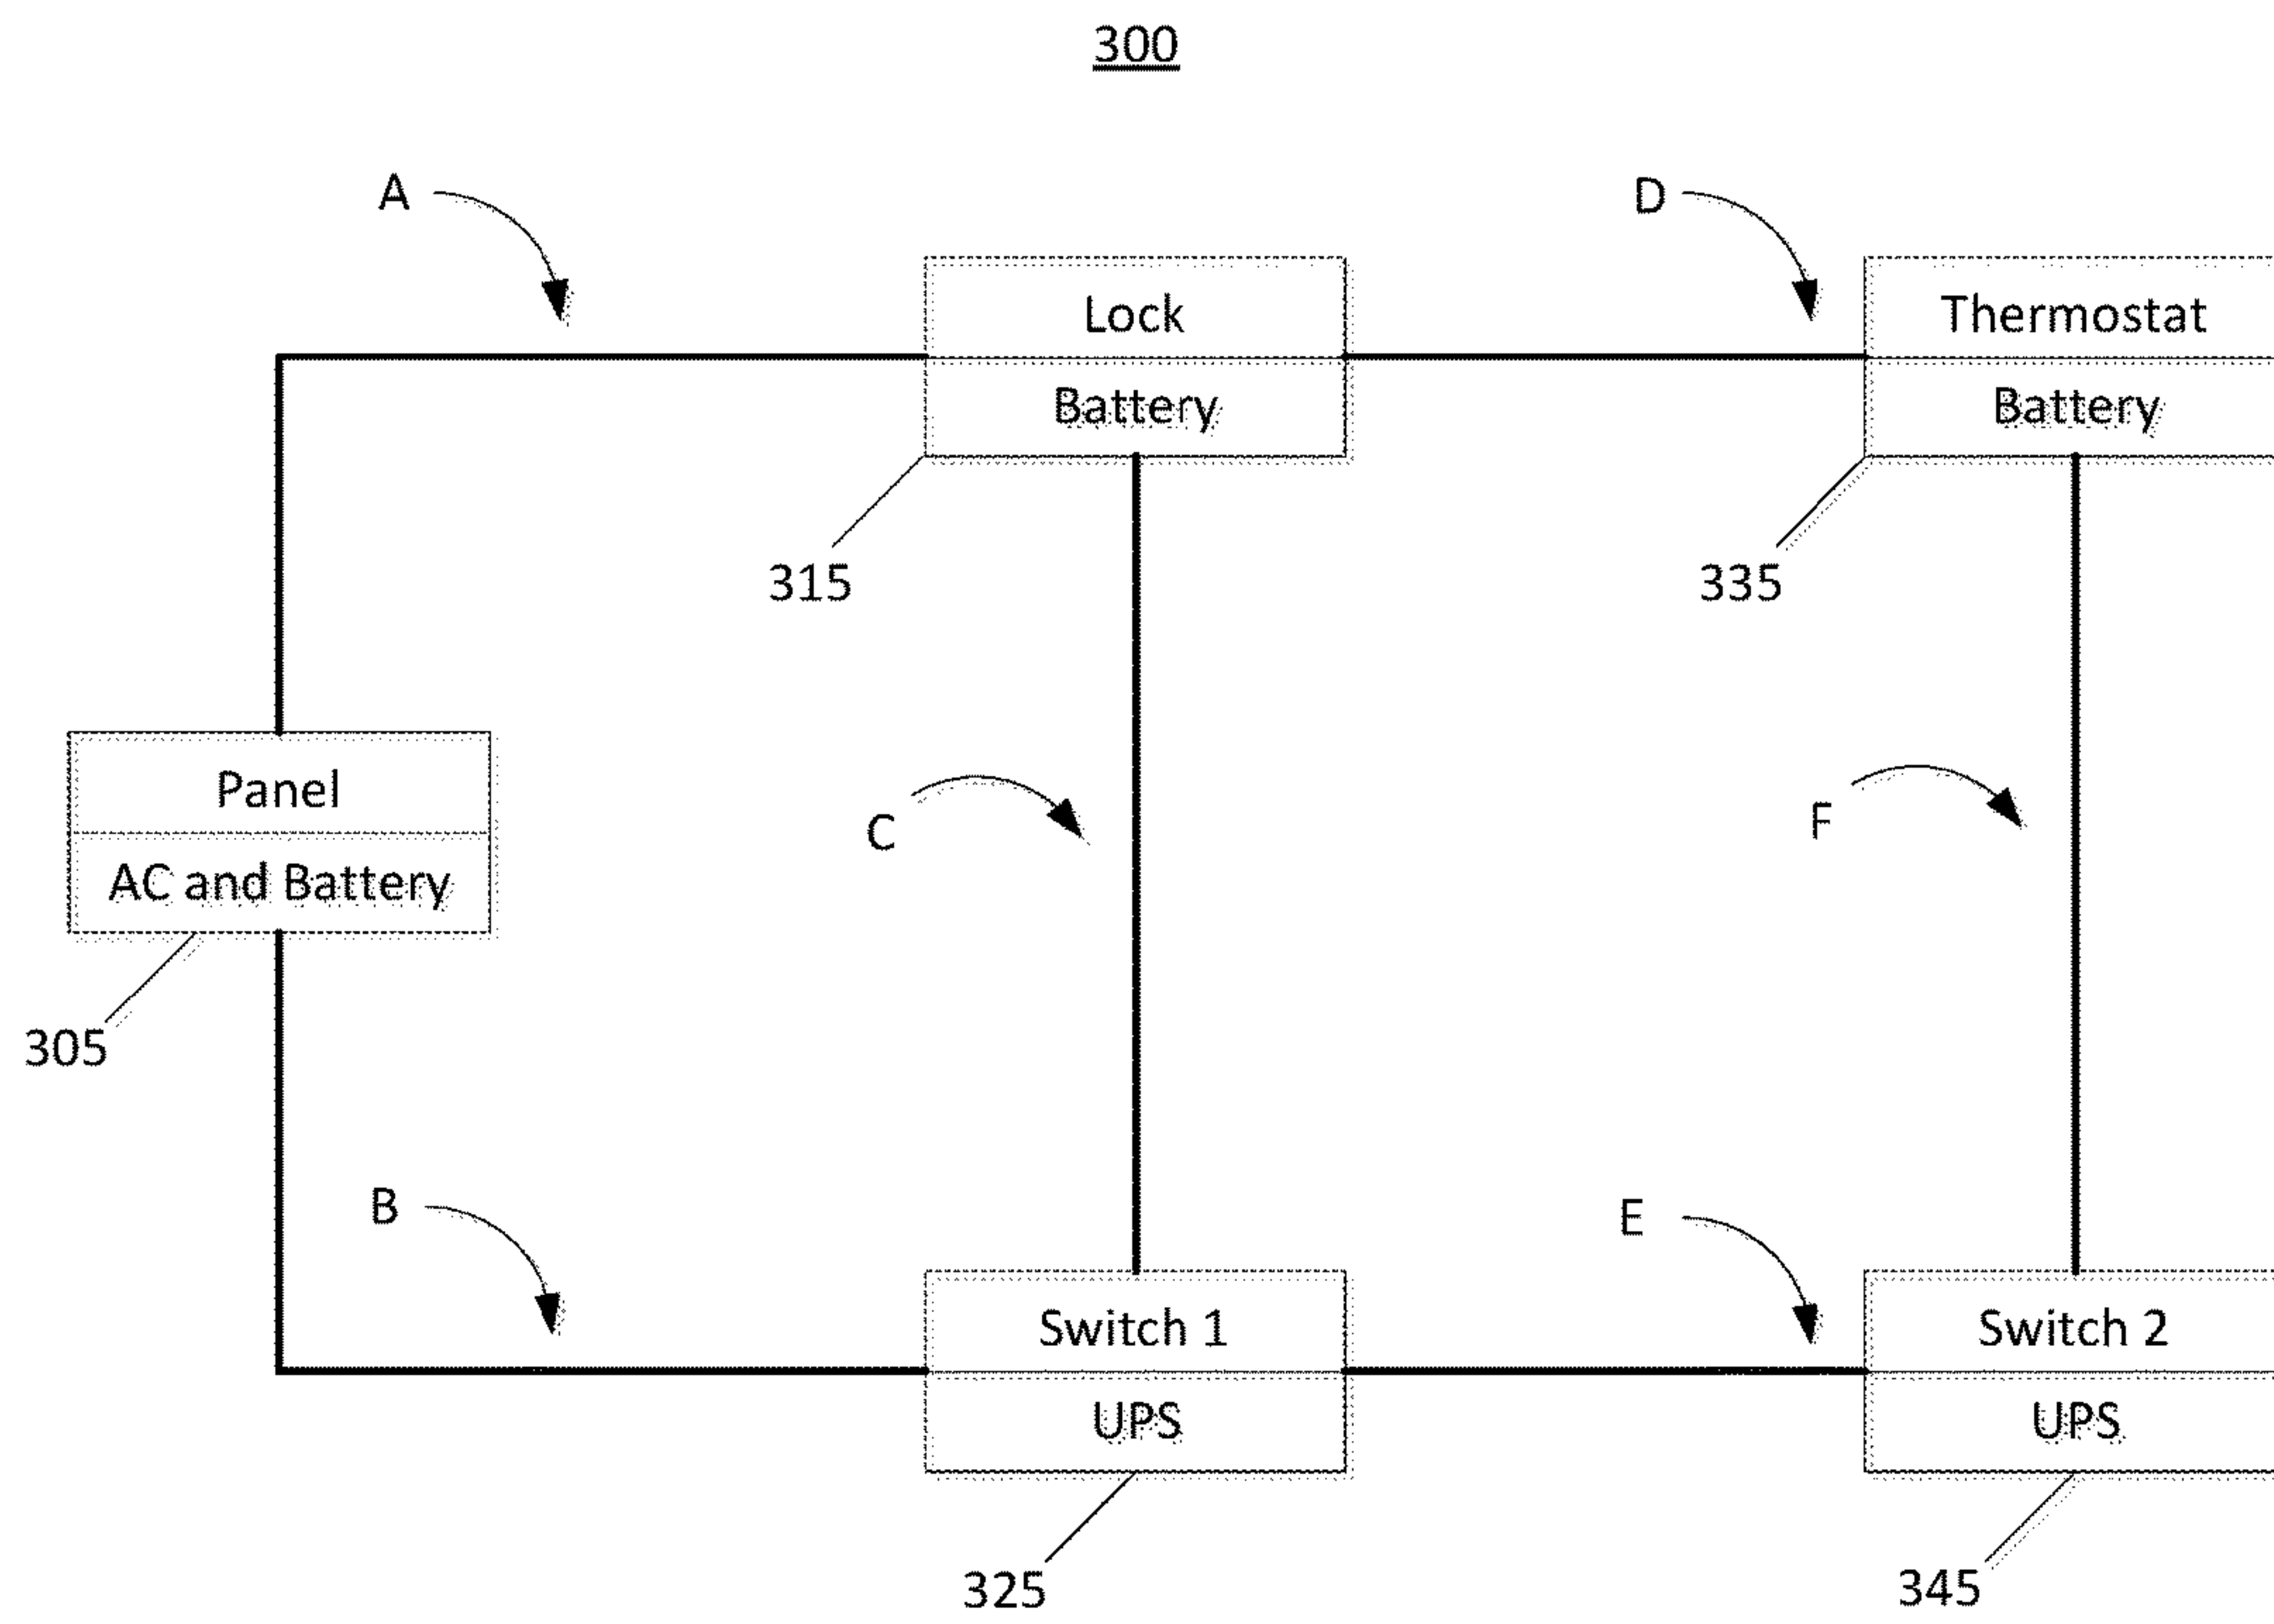 300
A
D
Lock
Battery
Thermostat
Battery
315
335
Panel
AC and Battery
C
F
305
B
E
Switch 1
UPS
Switch 2
UPS
325
345